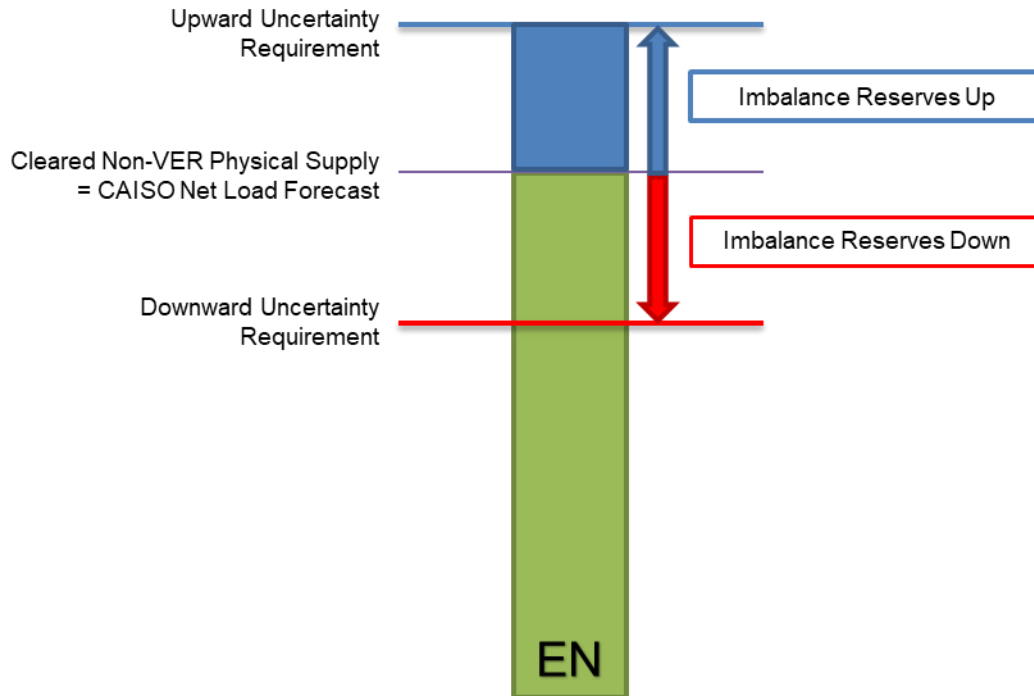 Upward Uncertainty
Requirement
Imbalance Reserves Up
Cleared Non-VER Physical Supply
= CAISO Net Load Forecast
Imbalance Reserves Down
Downward Uncertainty
Requirement
EN